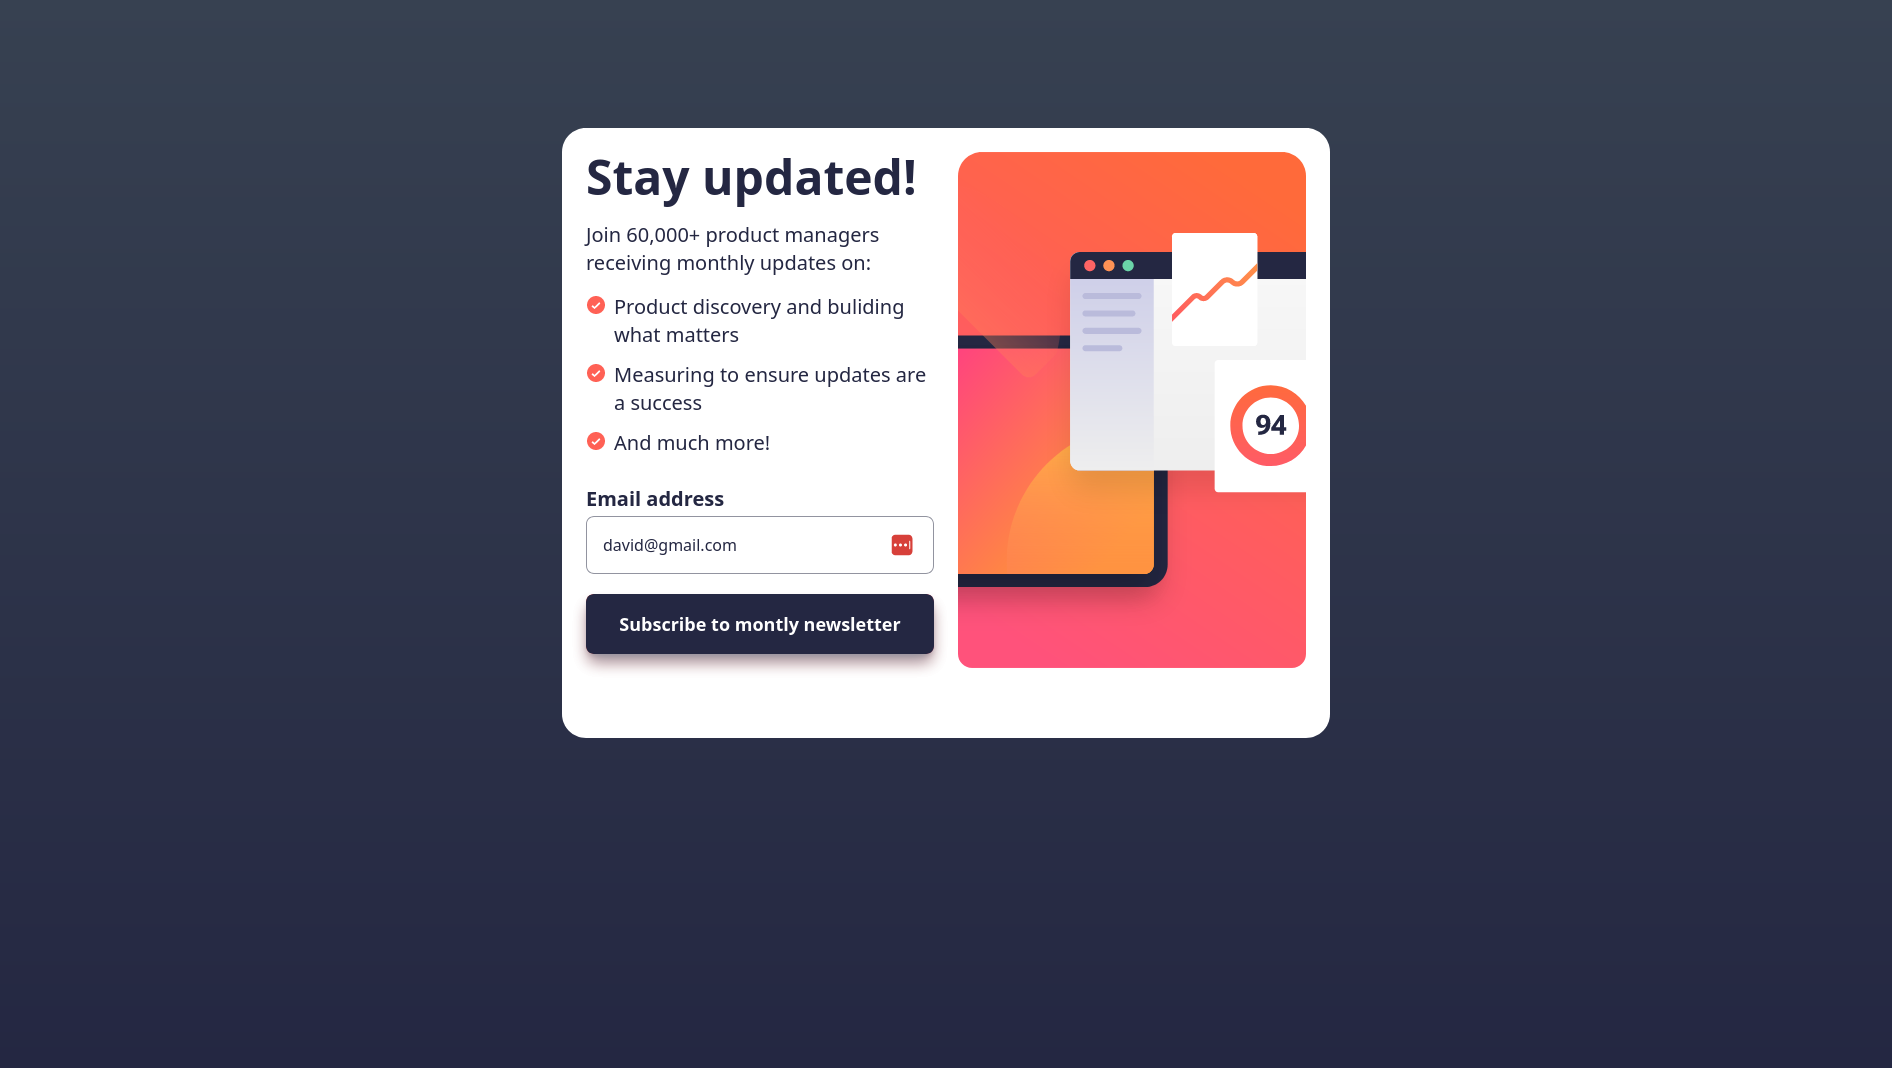 Stay updated!
Join 60,000+ product managers
receiving monthly updates on:
Product discovery and buliding
what matters
Measuring to ensure updates are
a success
And much more!
Email address
david@gmail.com
Subscribe to montly newsletter
94